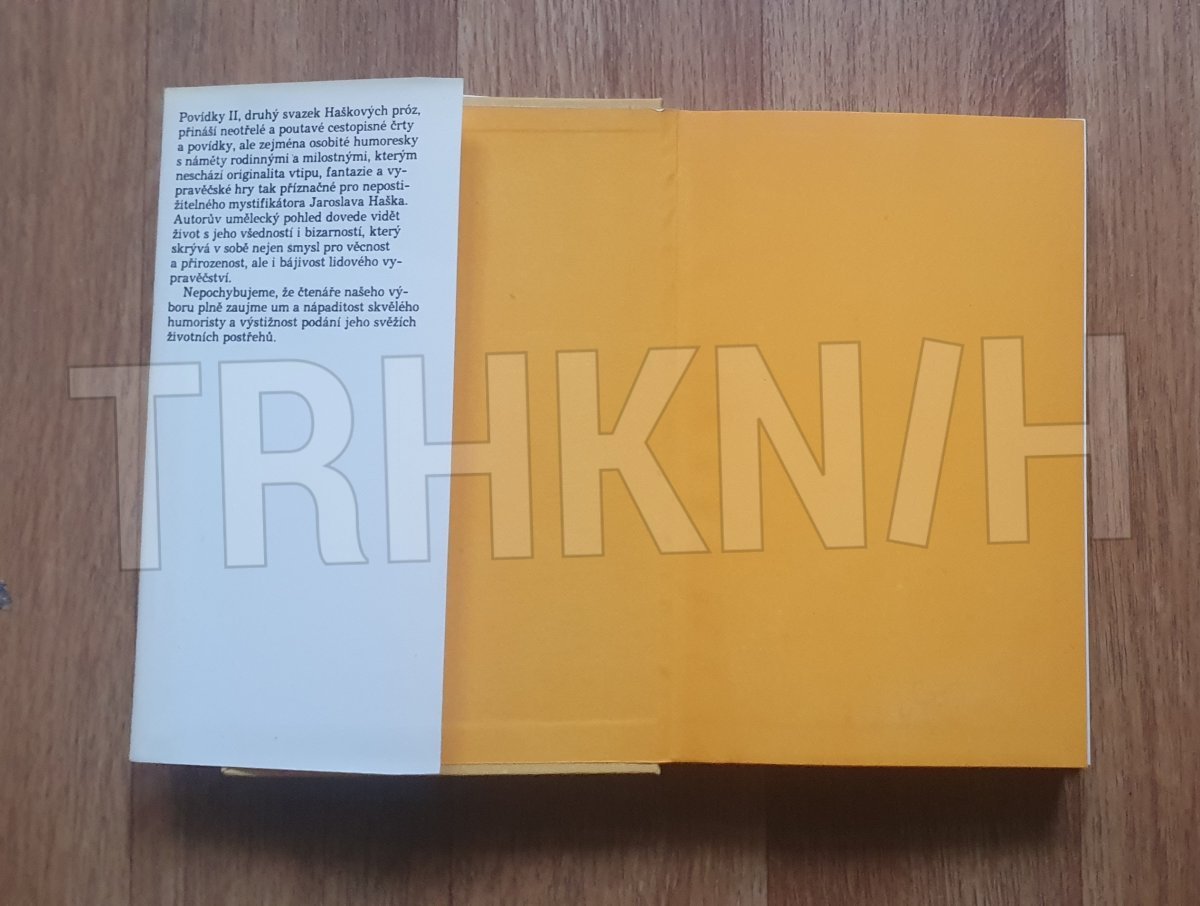 Povídky II, druhý svazek Haškových próz,
přináší neotřelé a poutavé cestopisné črty
a povídky, ale zejména osobité humoresky
s náměty rodinnými a milostnými, kterým
neschází originalita vtipu, fantazie a vy-
pravěčské hry tak příznačné pro neposti-
žitelného mystifikátora Jaroslava Haška.
Autorův umělecký pohled dovede vidět
život s jeho všedností i bizarností, který
skrývá v sobě nejen smysl pro věcnost
a přirozenost, ale i bájivost lidového vy-
pravěčství.
Nepochybujeme, že čtenáře našeho vý-
boru plně zaujme um a nápaditost skvělého
humoristy a výstižnost podání jeho svěžích
životních postřehů.
TRHKN/H